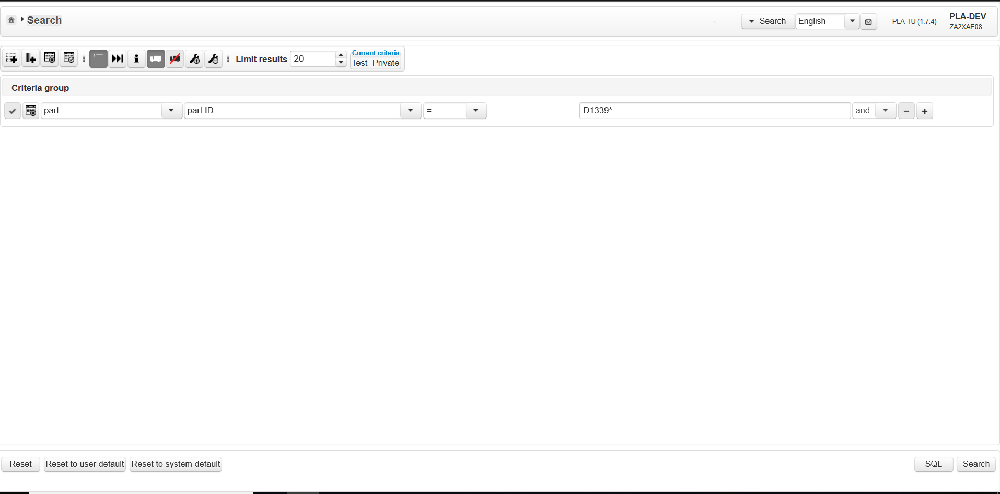 Search
Search
English
PLA-TU (1.7.4)
PLA-DEV
ZA2XAE08
Limit results
20
Current criteria
Test_Private
Criteria group
part
part ID
=
D1339*
and
Reset
Reset to user default
Reset to system default
SQL
Search